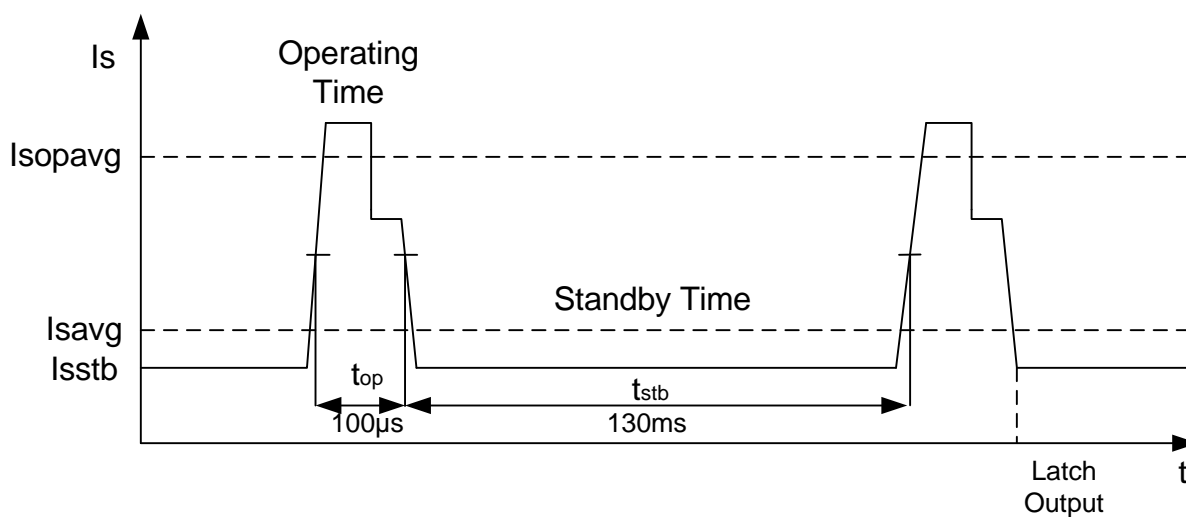 Is
Operating
Time
Isopavg
Standby Time
Isavg
Isstb
top
tstb
100µs
130ms
Latch
Output
t